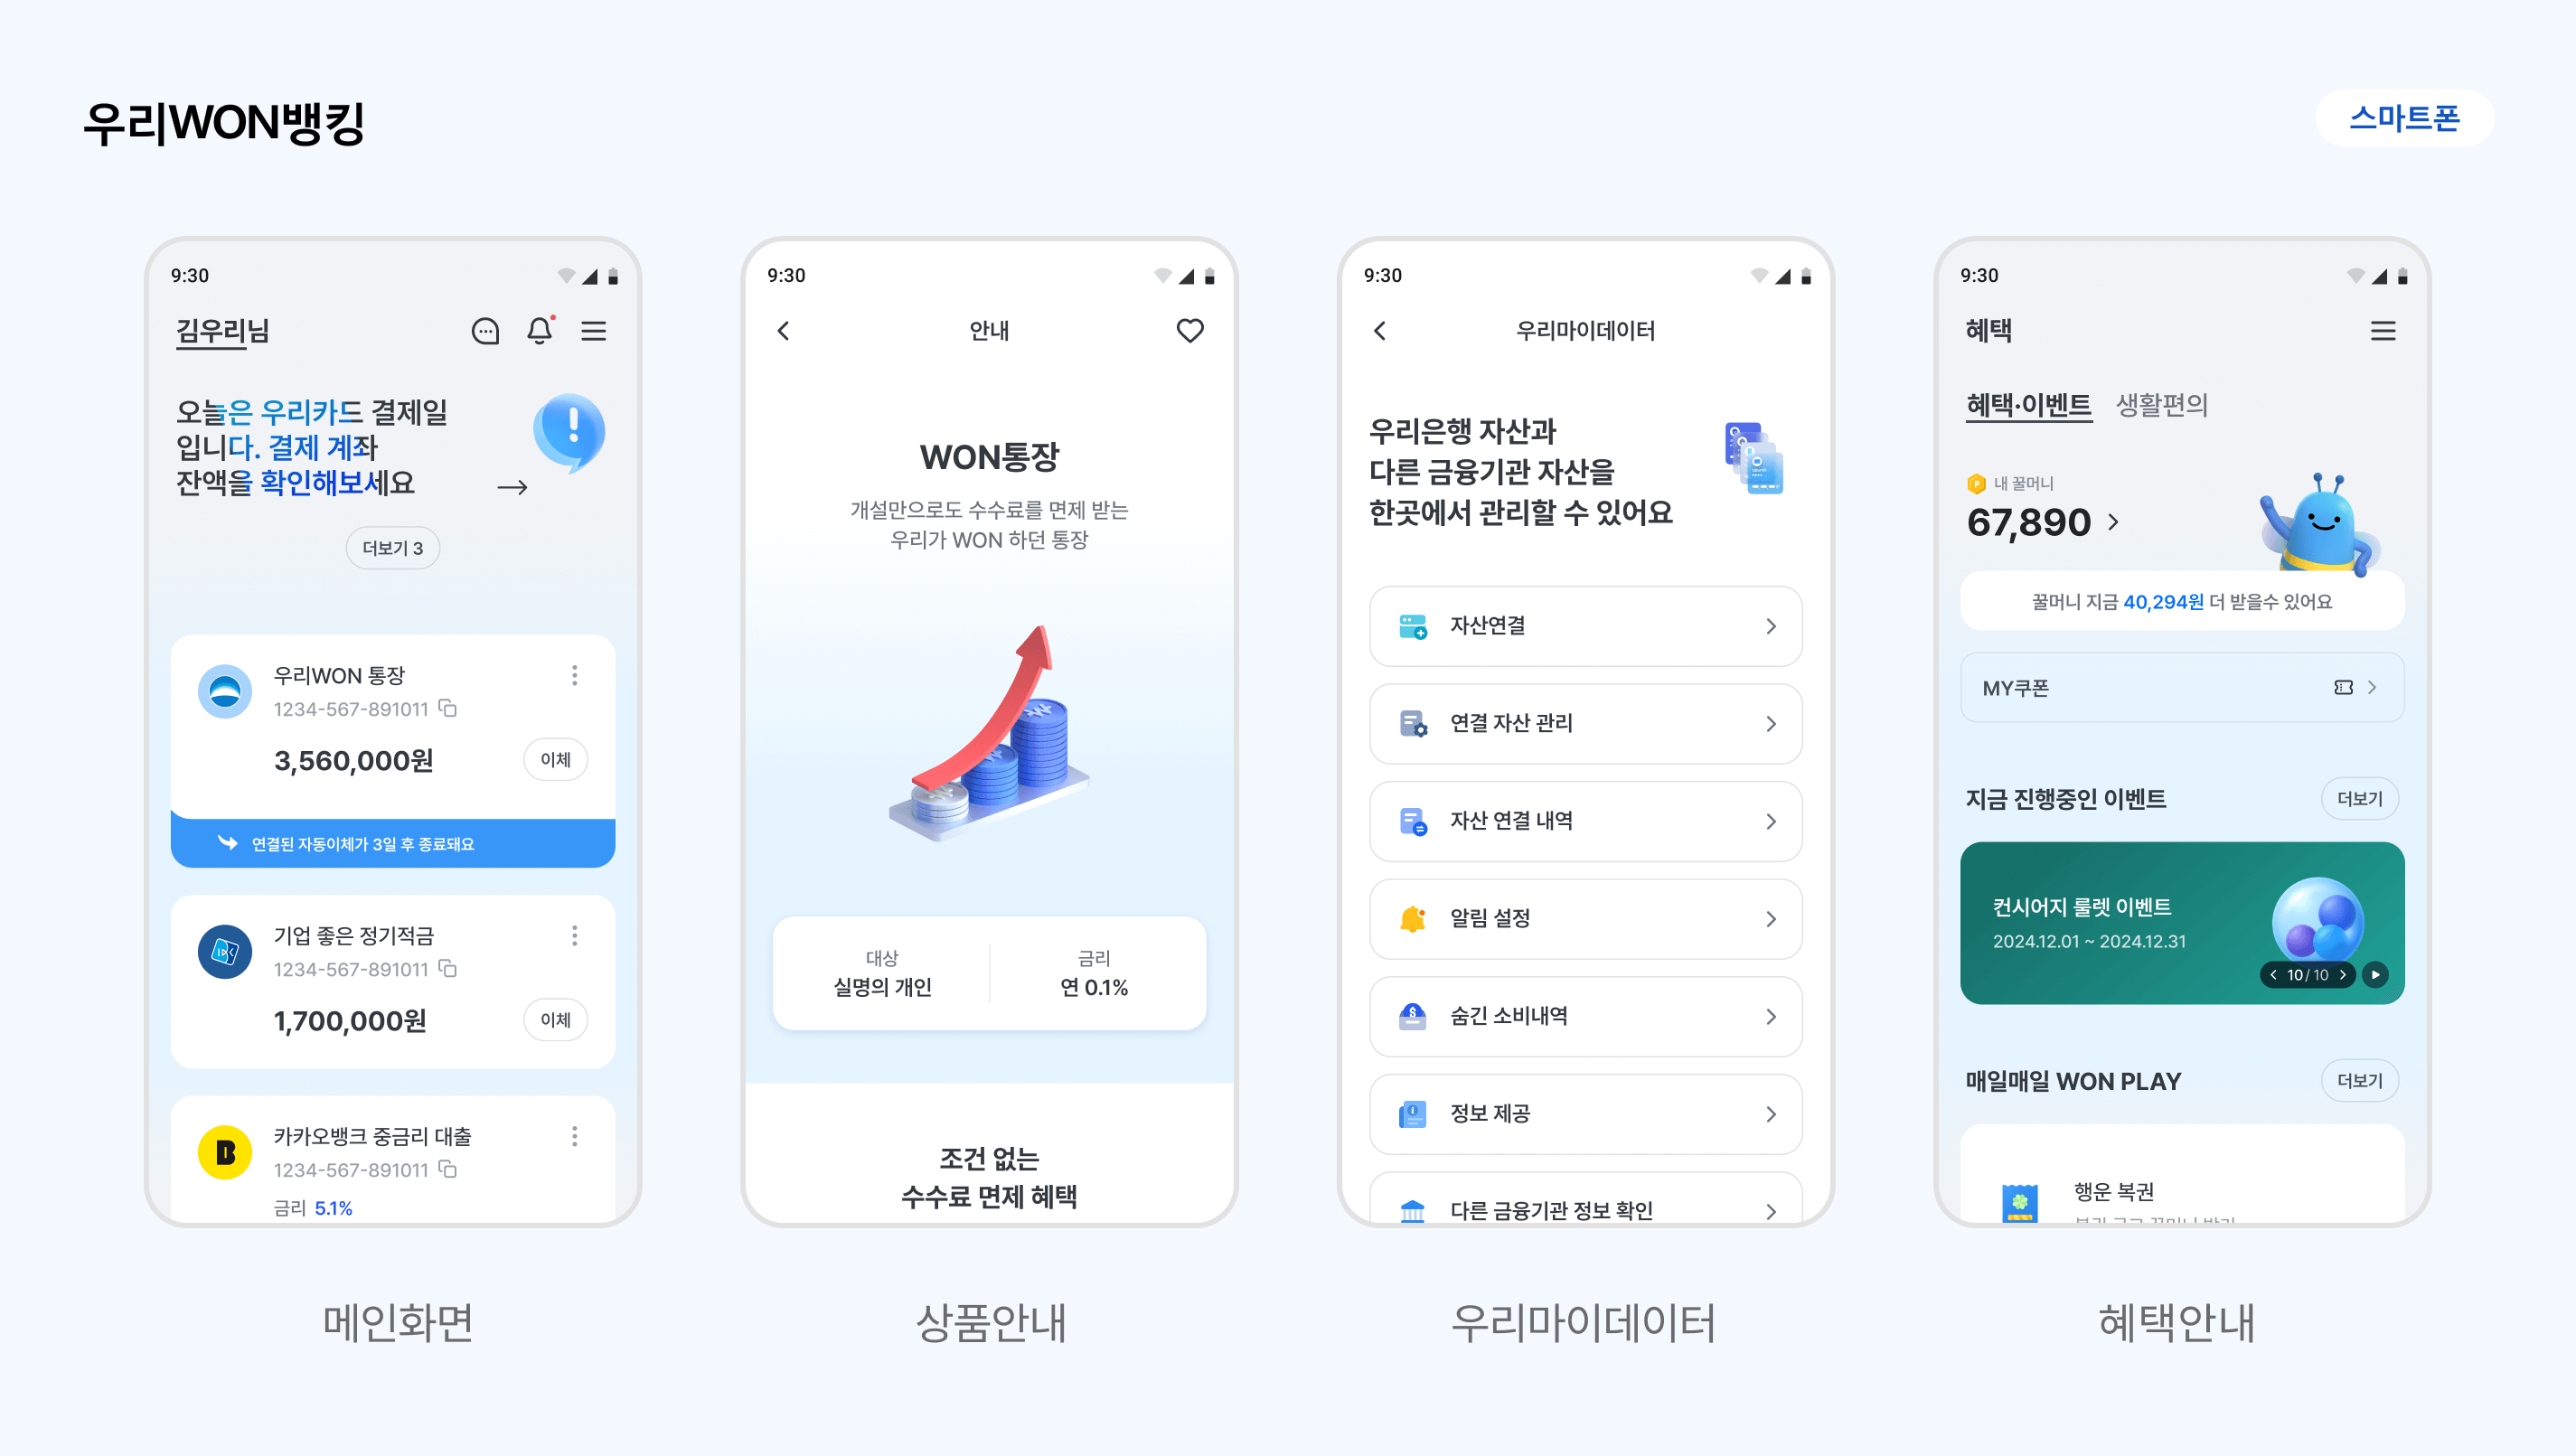 우리WON뱅킹
스마트폰
9:30
김우리님
오늘은 우리카드 결제일
입니다. 결제 계좌
잔액을 확인해보세요
더보기 3
우리WON 통장
1234-567-891011
3,560,000원
이체
연결된 자동이체가 3일 후 종료돼요
기업 좋은 정기적금
1234-567-891011
1,700,000원
이체
카카오뱅크 중금리 대출
1234-567-891011
금리 5.1%
메인화면
9:30
안내
WON통장
개설만으로도 수수료를 면제 받는
우리가 WON 하던 통장
대상
실명의 개인
금리
연 0.1%
조건 없는
수수료 면제 혜택
상품안내
9:30
우리마이데이터
우리은행 자산과
다른 금융기관 자산을
한곳에서 관리할 수 있어요
자산연결
연결 자산 관리
자산 연결 내역
알림 설정
숨긴 소비내역
정보 제공
다른 금융기관 정보 확인
우리마이데이터
9:30
혜택
혜택·이벤트 생활편의
내 꿀머니
67,890
꿀머니 지금 40,294원 더 받을수 있어요
MY쿠폰
지금 진행중인 이벤트
더보기
컨시어지 룰렛 이벤트
2024.12.01 ~ 2024.12.31
10 / 10
매일매일 WON PLAY
더보기
행운 복권
혜택안내